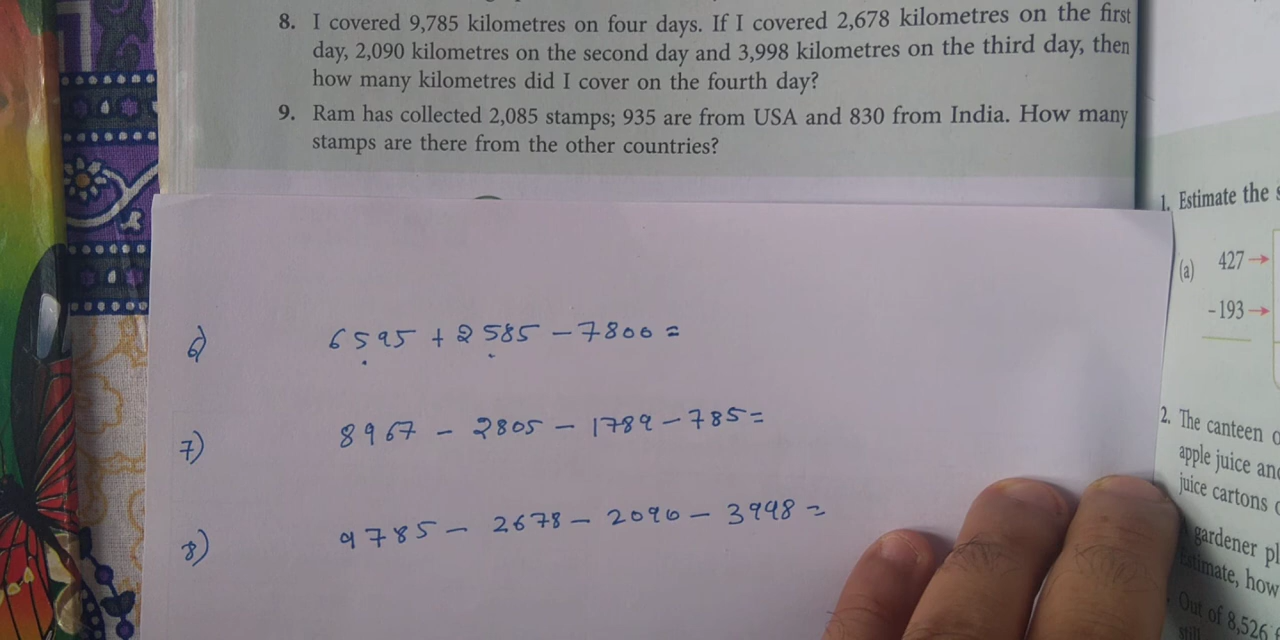 8. I covered 9,785 kilometres on four days. If I covered 2,678 kilometres on the first
day, 2,090 kilometres on the second day and 3,998 kilometres on the third day, then
how many kilometres did I cover on the fourth day?
9. Ram has collected 2,085 stamps; 935 are from USA and 830 from India. How many
stamps are there from the other countries?
6) 6595 + 2585 - 7800 =
7) 8967 - 2805 - 1789 - 785 =
8) 9785 - 2678 - 2090 - 3998 =
1. Estimate the
(a) 427 →
-193 →
2. The canteen
apple juice and
juice cartons
gardener pl
Estimate, how
Out of 8,526
still